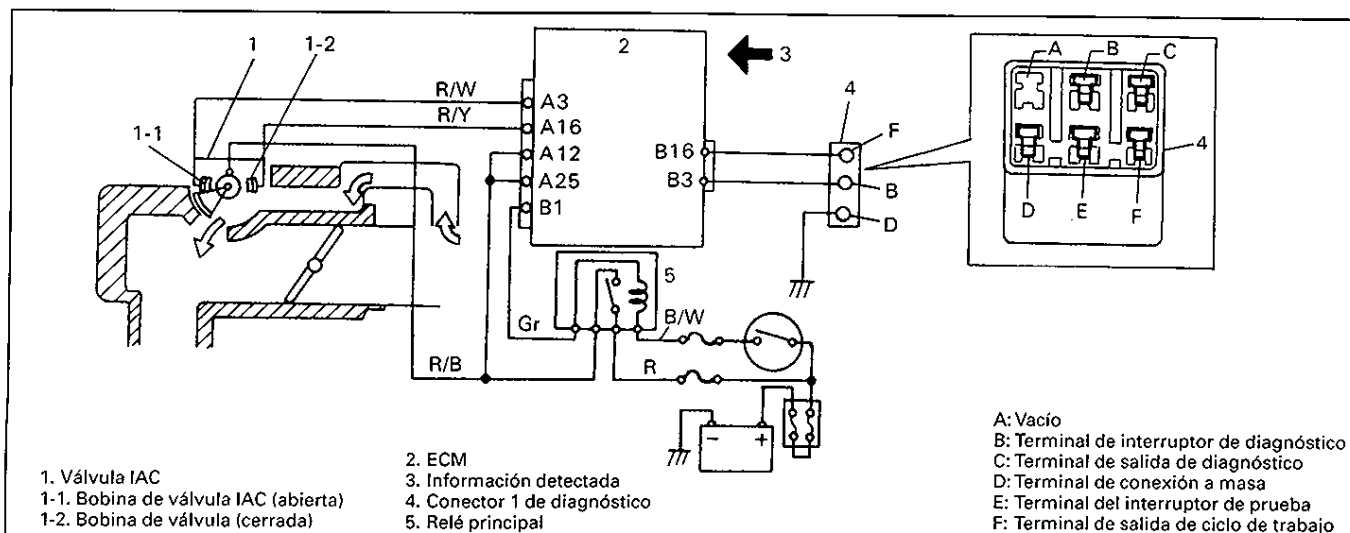 1
1-2
1-1
R/W
R/Y
2
A3
A16
A12
A25
B1
B16
B3
3
4
F
B
D
A
B
C
4
D
E
F
5
Gr
B/W
R/B
R
- +
1. Válvula IAC
1-1. Bobina de válvula IAC (abierta)
1-2. Bobina de válvula (cerrada)
2. ECM
3. Información detectada
4. Conector 1 de diagnóstico
5. Relé principal
A: Vacío
B: Terminal de interruptor de diagnóstico
C: Terminal de salida de diagnóstico
D: Terminal de conexión a masa
E: Terminal del interruptor de prueba
F: Terminal de salida de ciclo de trabajo